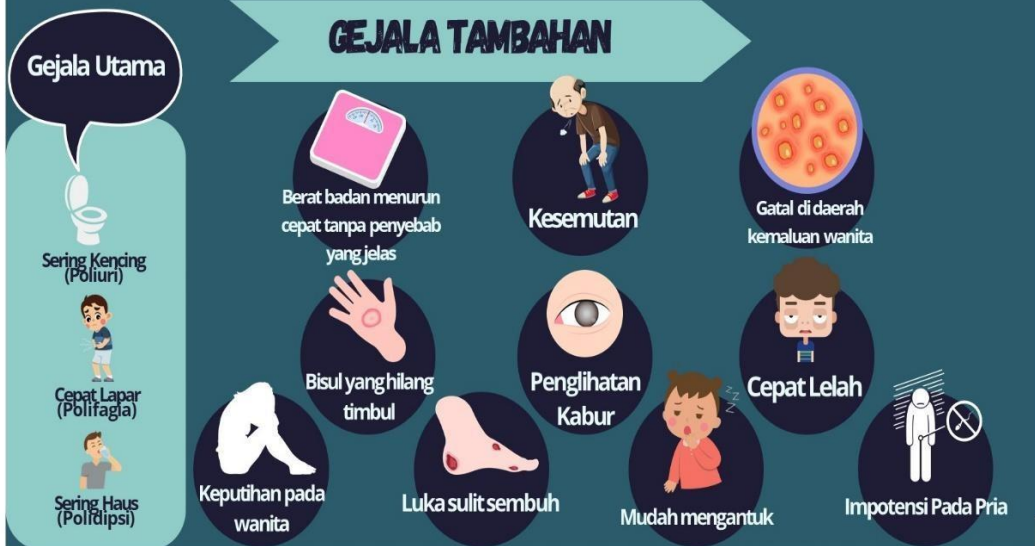 Gejala Utama
Sering Kencing
(Poliuri)
Cepat Lapar
(Polifagia)
Sering Haus
(Polidipsi)
GEJALA TAMBAHAN
Berat badan menurun
cepat tanpa penyebab
yang jelas
Kesemutan
Gatal di daerah
kemaluan wanita
Bisul yang hilang
timbul
Penglihatan
Kabur
Cepat Lelah
Keputihan pada
wanita
Luka sulit sembuh
Mudah mengantuk
Impotensi Pada Pria